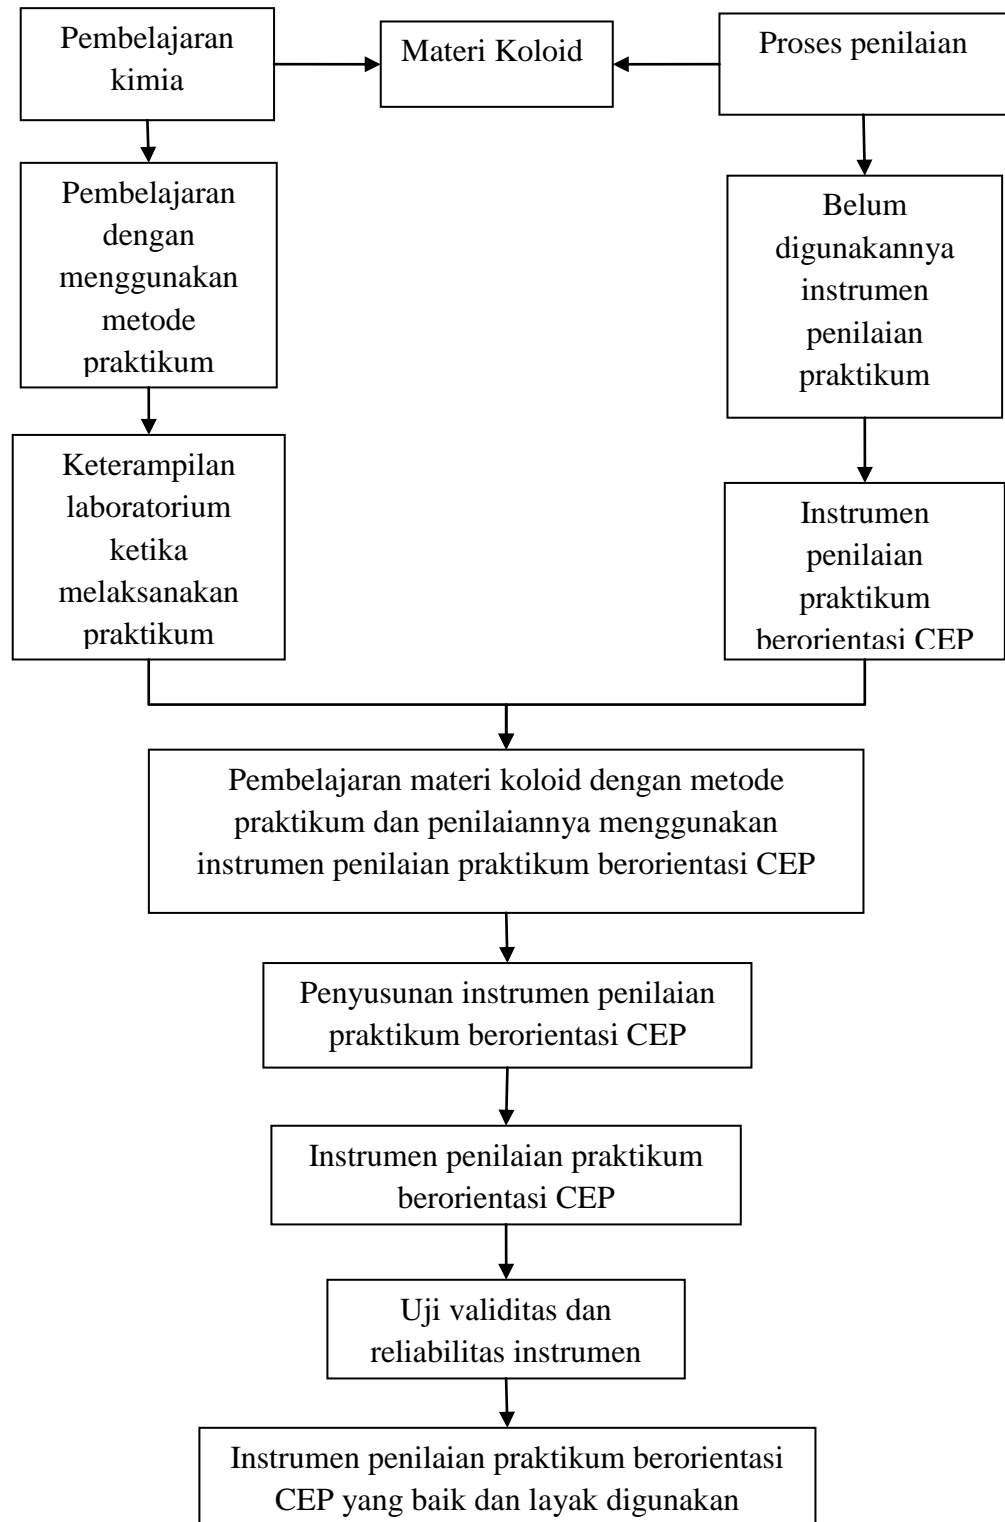 Pembelajaran
kimia
Materi Koloid
Proses penilaian
Pembelajaran
dengan
menggunakan
metode
praktikum
Belum
digunakannya
instrumen
penilaian
praktikum
Keterampilan
laboratorium
ketika
melaksanakan
praktikum
Instrumen
penilaian
praktikum
berorientasi CEP
Pembelajaran materi koloid dengan metode
praktikum dan penilaiannya menggunakan
instrumen penilaian praktikum berorientasi CEP
Penyusunan instrumen penilaian
praktikum berorientasi CEP
Instrumen penilaian praktikum
berorientasi CEP
Uji validitas dan
reliabilitas instrumen
Instrumen penilaian praktikum berorientasi
CEP yang baik dan layak digunakan